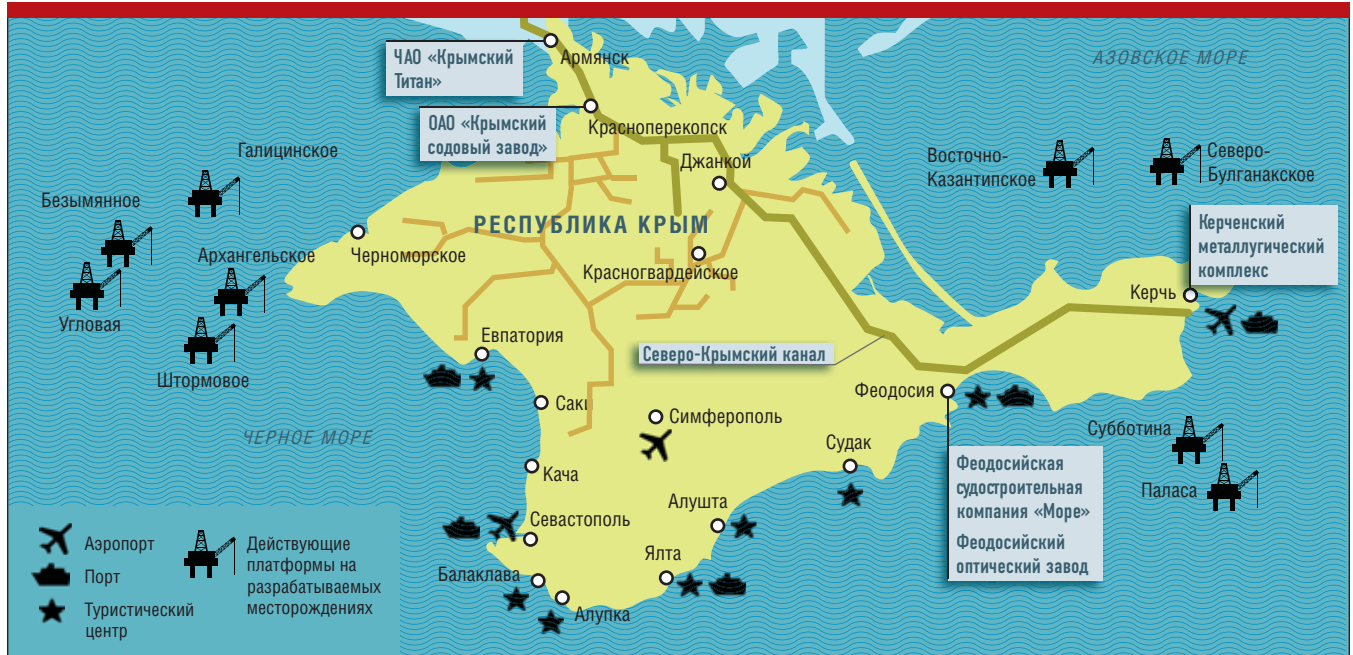 ЧАО «Крымский
Титан»
Армянск
АЗОВСКОЕ МОРЕ
ОАО «Крымский
содовый завод»
Красноперекопск
Галицинское
Джанкой
Восточно-
Казантипское
Северо-
Булганакское
Безымянное
РЕСПУБЛИКА КРЫМ
Керченский
металлугический
комплекс
Архангельское
Черноморское
Красногвардейское
Керчь
Угловая
Евпатория
Северо-Крымский канал
Штормовое
Феодосия
Саки
Симферополь
ЧЕРНОЕ МОРЕ
Судак
Субботина
Кача
Феодосийская
судостроительная
компания «Море»
Феодосийский
оптический завод
Паласа
Алушта
Севастополь
Ялта
Балаклава
Алупка
Аэропорт
Порт
Туристический
центр
Действующие
платформы на
разрабатываемых
месторождениях